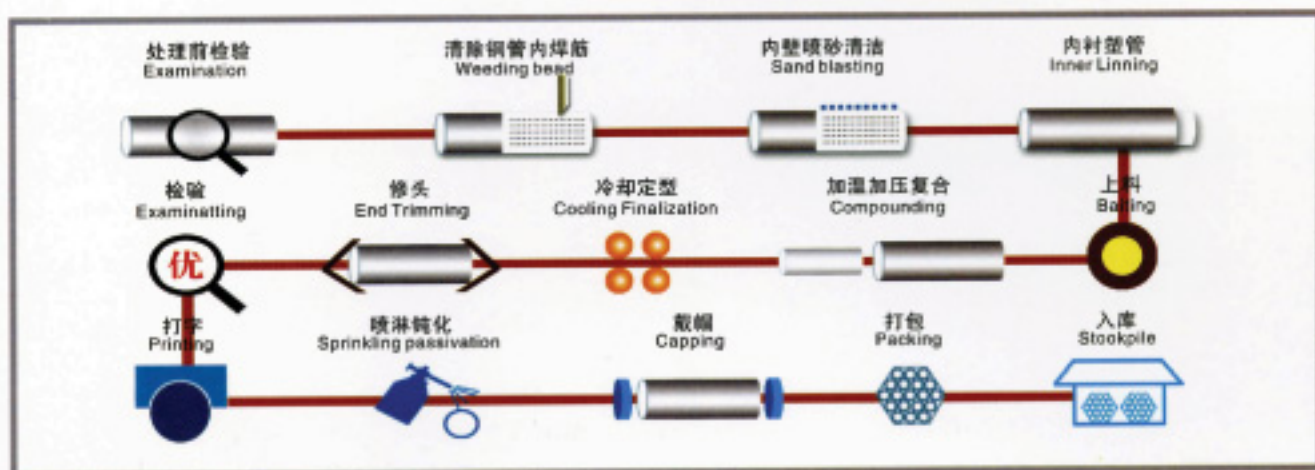 处理前检验
Examination
清除钢管内焊筋
Weeding bead
内壁喷砂清洁
Sand blasting
内衬塑管
Inner Linning
上料
Baiting
加温加压复合
Compounding
冷却定型
Cooling Finalization
修头
End Trimming
检验
Examinatting
优
打字
Printing
喷淋钝化
Sprinkling passivation
戴帽
Capping
打包
Packing
入库
Stookpile